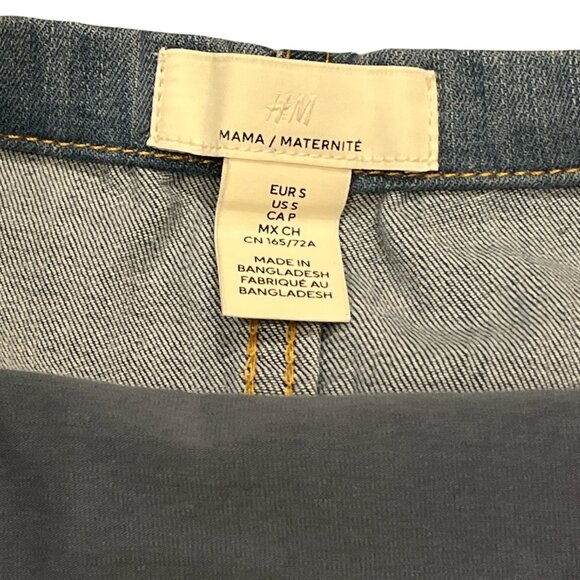 H&M
MAMA / MATERNITÉ
EUR S
US S
CA P
MX CH
CN 165/72A
MADE IN
BANGLADESH
FABRIQUÉ AU
BANGLADESH